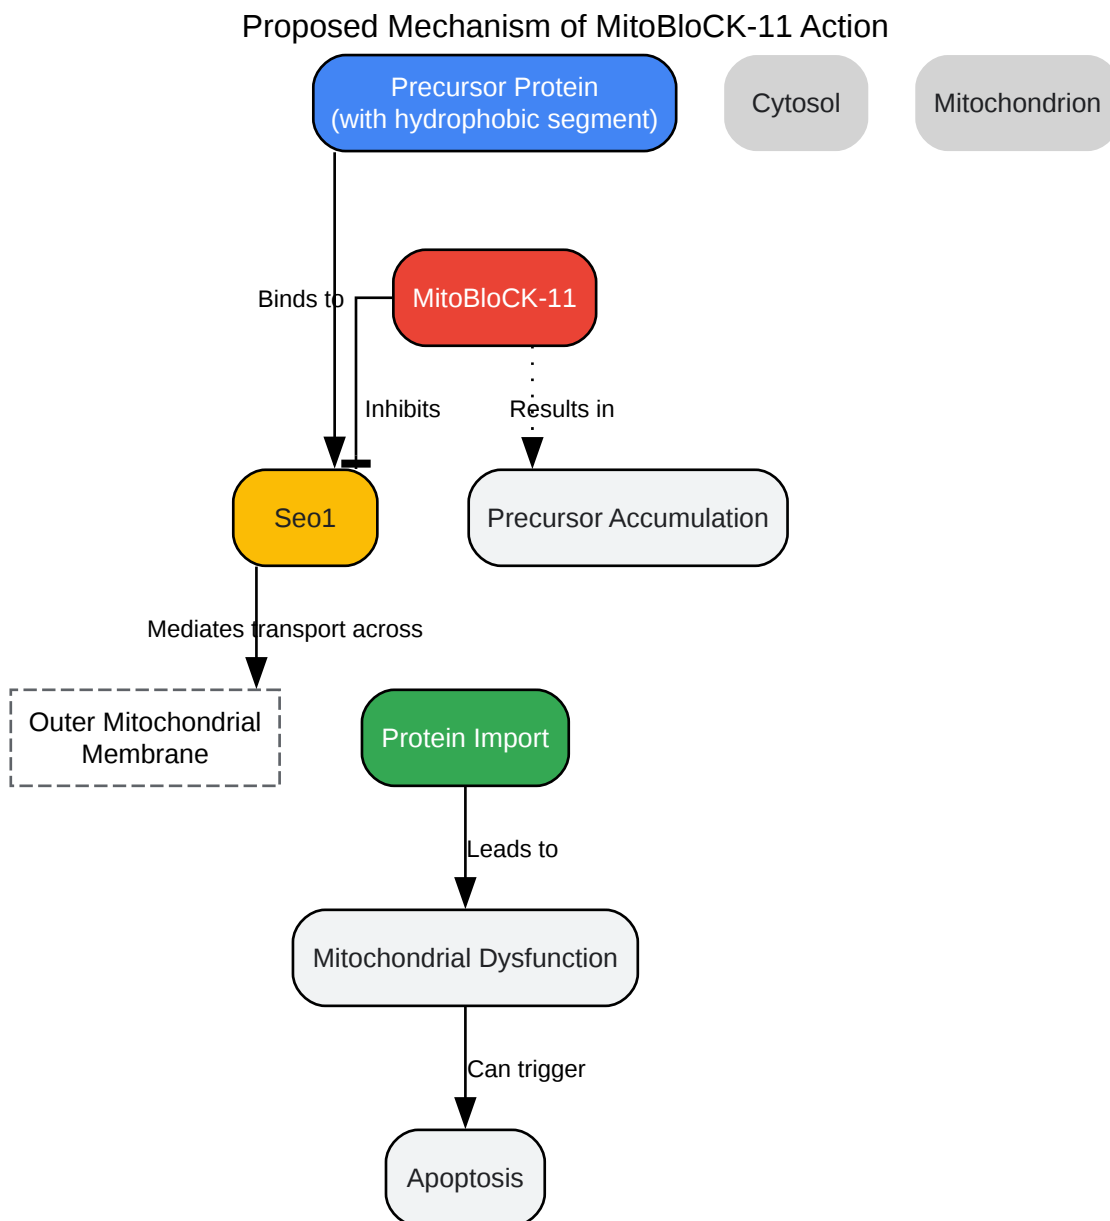 Proposed Mechanism of MitoBloCK-11 Action
Precursor Protein
(with hydrophobic segment)
Cytosol
Mitochondrion
Binds to
MitoBloCK-11
Inhibits
Results in
Seo1
Precursor Accumulation
Mediates transport across
Outer Mitochondrial
Membrane
Protein Import
Leads to
Mitochondrial Dysfunction
Can trigger
Apoptosis